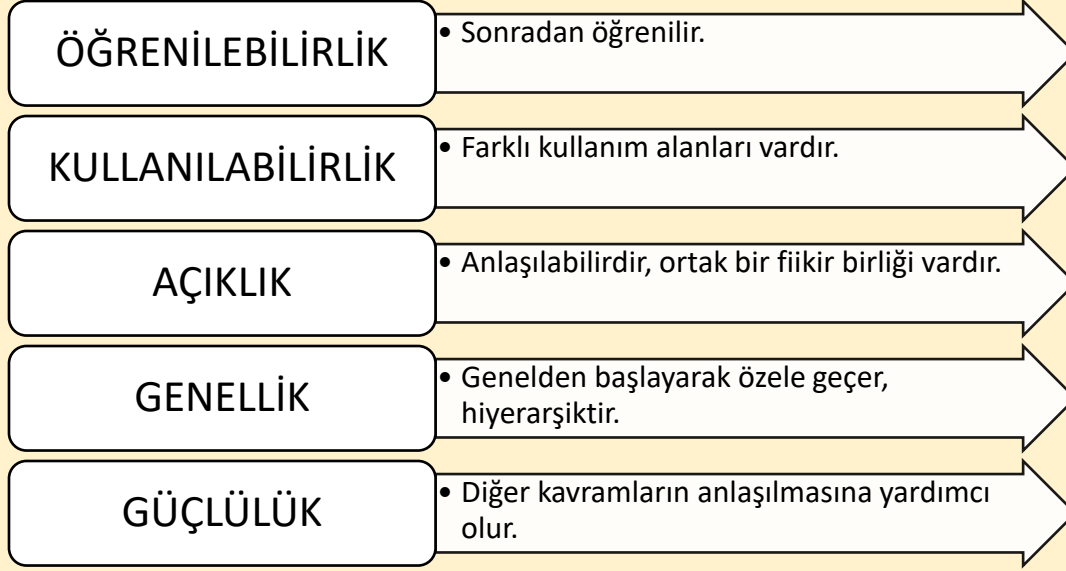 ÖĞRENİLEBİLİRLİK
• Sonradan öğrenilir.
KULLANILABİLİRLİK
• Farklı kullanım alanları vardır.
AÇIKLIK
• Anlaşılabilirdir, ortak bir fiikir birliği vardır.
GENELLİK
• Genelden başlayarak özele geçer,
hiyerarşiktir.
GÜÇLÜLÜK
• Diğer kavramların anlaşılmasına yardımcı
olur.